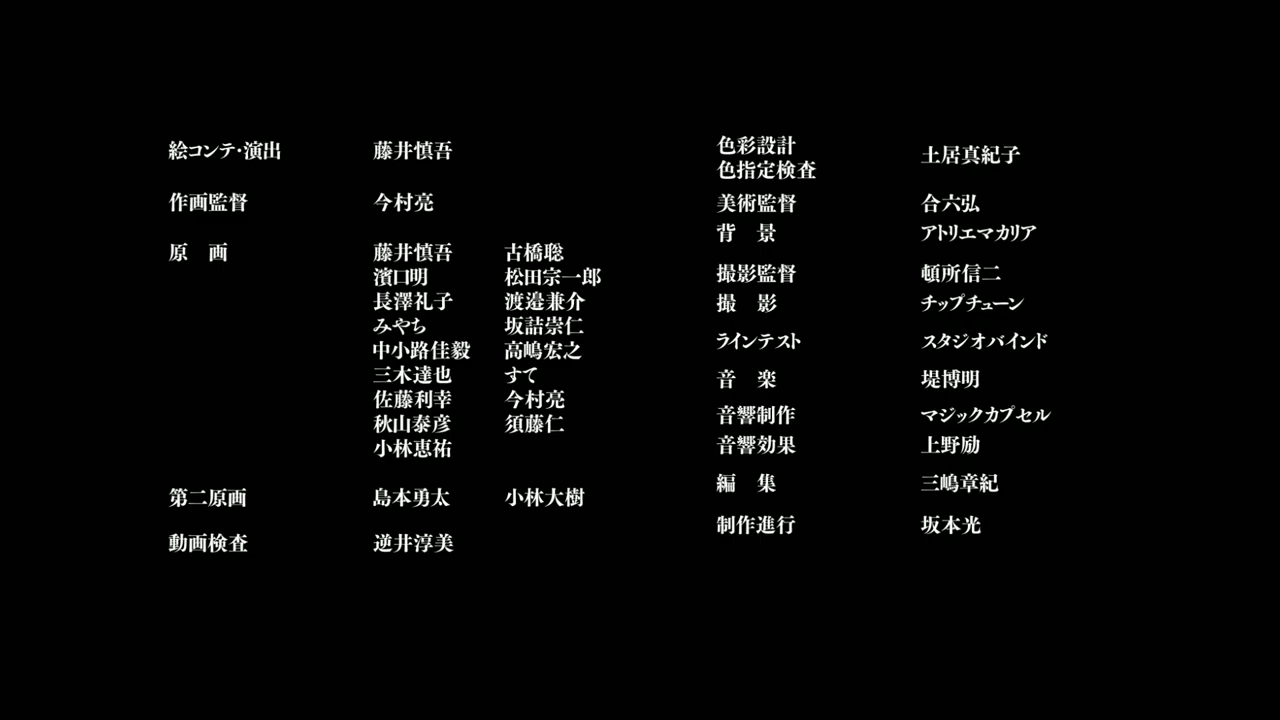 絵コンテ・演出　藤井慎吾
作画監督　今村亮
原　画　藤井慎吾　古橋聡
濱口明　松田宗一郎
長澤礼子　渡邉兼介
みやち　坂詰崇仁
中小路佳毅　高嶋宏之
三木達也　すて
佐藤利幸　今村亮
秋山泰彦　須藤仁
小林恵祐
第二原画　島本勇太　小林大樹
動画検査　逆井淳美
色彩設計
色指定検査　土居真紀子
美術監督　合六弘
背　景　アトリエマカリア
撮影監督　頓所信二
撮　影　チップチューン
ラインテスト　スタジオバインド
音　楽　堤博明
音響制作　マジックカプセル
音響効果　上野励
編　集　三嶋章紀
制作進行　坂本光